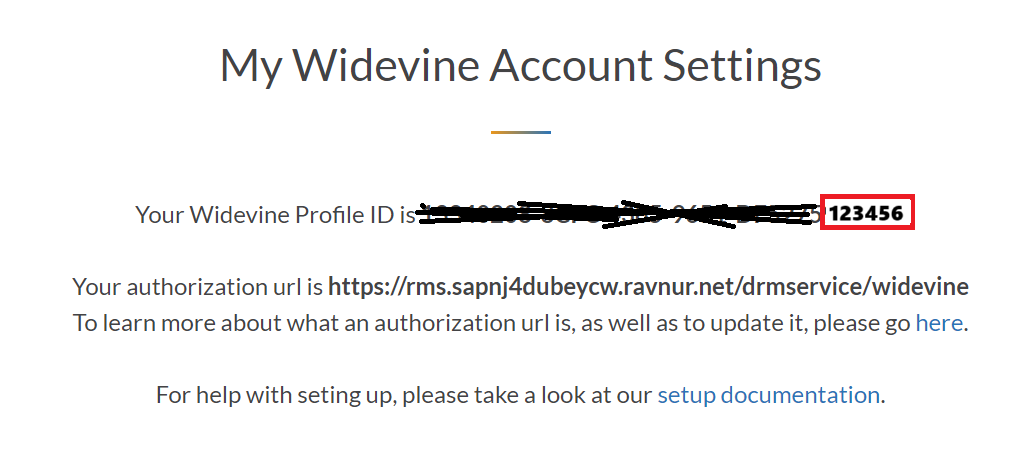 My Widevine Account Settings
Your Widevine Profile ID is 123456
Your authorization url is https://rms.sapnj4dubeycw.ravnur.net/drmservice/widevine
To learn more about what an authorization url is, as well as to update it, please go here.
For help with seting up, please take a look at our setup documentation.